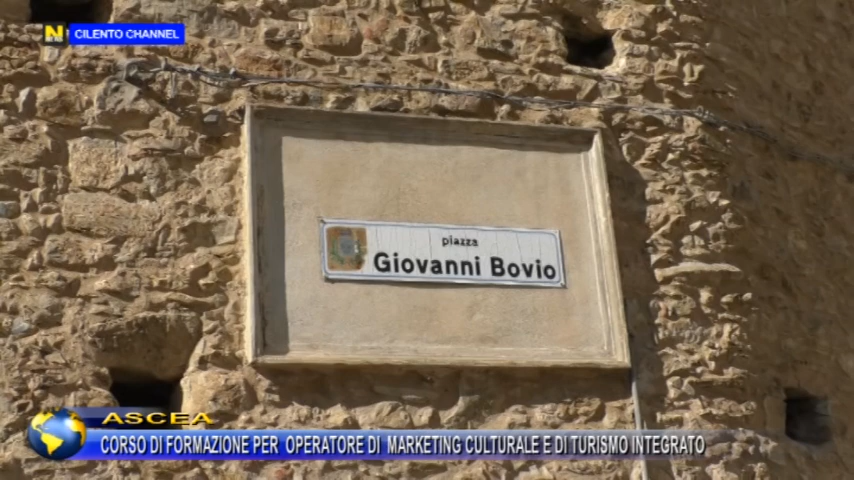 N CILENTO CHANNEL
piazza
Giovanni Bovio
ASCEA
CORSO DI FORMAZIONE PER OPERATORE DI MARKETING CULTURALE E DI TURISMO INTEGRATO